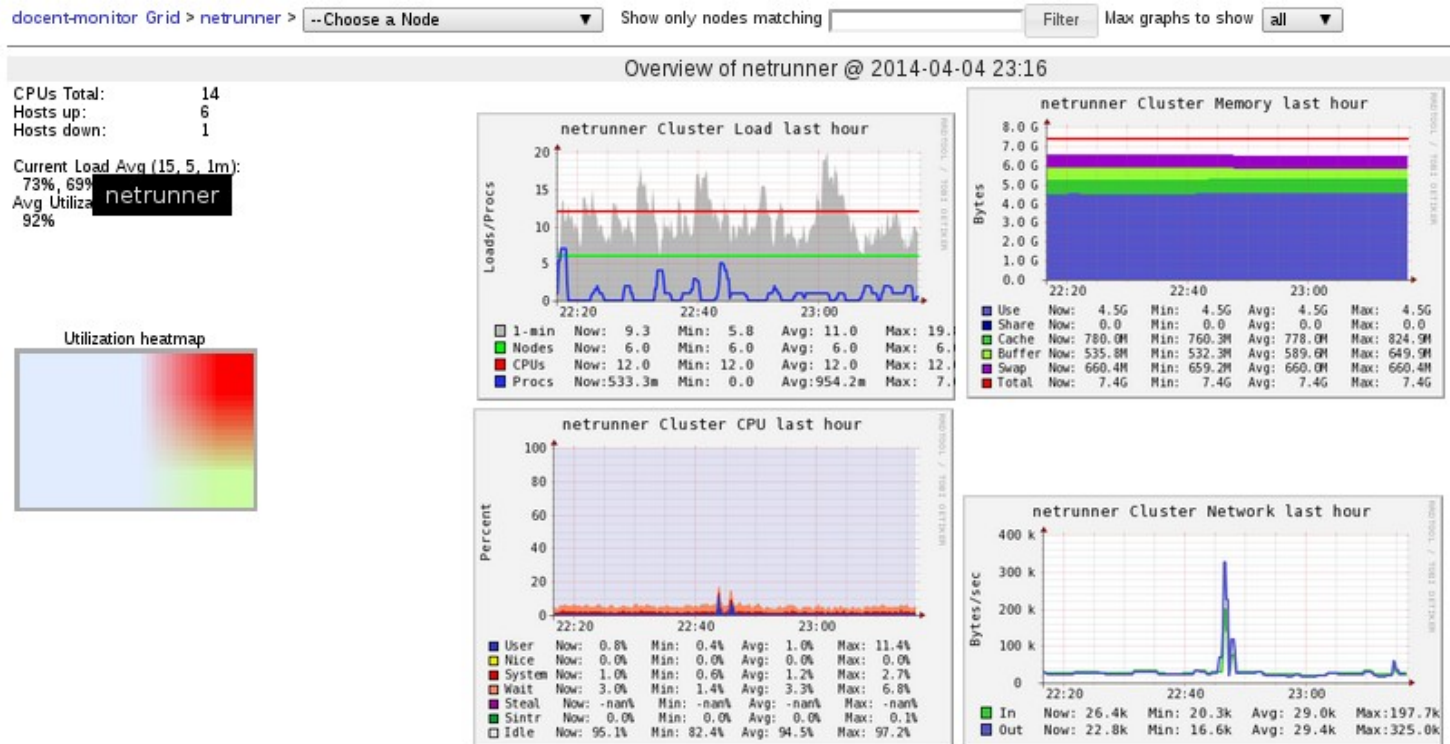 docent-monitor Grid > netrunner > --Choose a Node Show only nodes matching Filter Max graphs to show all
Overview of netrunner @ 2014-04-04 23:16
CPUs Total: 14
Hosts up: 6
Hosts down: 1
Current Load Avg (15, 5, 1m):
73%, 69%
Avg Utiliza
92%
netrunner
Utilization heatmap
netrunner Cluster Load last hour
RRDTOOL / TOBI OETIKER
Loads/Procs
20
15
10
5
0
22:20 22:40 23:00
1-min Now: 9.3 Min: 5.8 Avg: 11.0 Max: 19.8
Nodes Now: 6.0 Min: 6.0 Avg: 6.0 Max: 6.
CPUs Now: 12.0 Min: 12.0 Avg: 12.0 Max: 12.
Procs Now:533.3m Min: 0.0 Avg:954.2m Max: 7.
netrunner Cluster Memory last hour
RRDTOOL / TOBI OETIKER
Bytes
8.0 G
7.0 G
6.0 G
5.0 G
4.0 G
3.0 G
2.0 G
1.0 G
0.0
22:20 22:40 23:00
Use Now: 4.5G Min: 4.5G Avg: 4.5G Max: 4.5G
Share Now: 0.0 Min: 0.0 Avg: 0.0 Max: 0.0
Cache Now: 780.0M Min: 760.3M Avg: 778.0M Max: 824.9M
Buffer Now: 535.8M Min: 532.3M Avg: 589.6M Max: 649.9M
Swap Now: 660.4M Min: 659.2M Avg: 660.0M Max: 660.4M
Total Now: 7.4G Min: 7.4G Avg: 7.4G Max: 7.4G
netrunner Cluster CPU last hour
RRDTOOL / TOBI OETIKER
Percent
100
80
60
40
20
0
22:20 22:40 23:00
User Now: 0.8% Min: 0.4% Avg: 1.0% Max: 11.4%
Nice Now: 0.0% Min: 0.0% Avg: 0.0% Max: 0.0%
System Now: 1.0% Min: 0.6% Avg: 1.2% Max: 2.7%
Wait Now: 3.0% Min: 1.4% Avg: 3.3% Max: 6.8%
Steal Now: -nan% Min: -nan% Avg: -nan% Max: -nan%
Sintr Now: 0.0% Min: 0.0% Avg: 0.0% Max: 0.1%
Idle Now: 95.1% Min: 82.4% Avg: 94.5% Max: 97.2%
netrunner Cluster Network last hour
RRDTOOL / TOBI OETIKER
Bytes/sec
400 k
300 k
200 k
100 k
0
22:20 22:40 23:00
In Now: 26.4k Min: 20.3k Avg: 29.0k Max:197.7k
Out Now: 22.8k Min: 16.6k Avg: 29.4k Max:325.0k